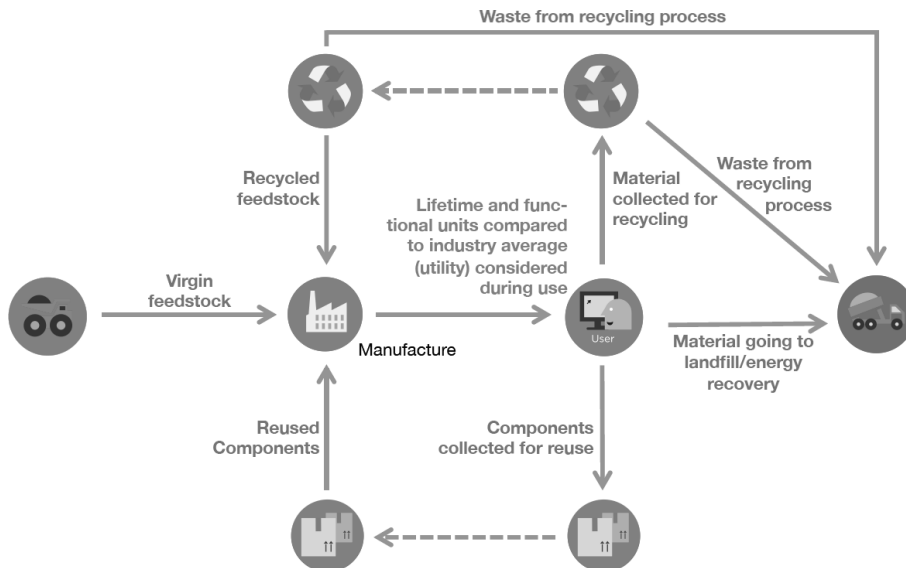 Waste from recycling process
Recycled
feedstock
Lifetime and func-
tional units compared
to industry average
(utility) considered
during use
Material
collected for
recycling
Waste from
recycling
process
Virgin
feedstock
Manufacture
User
Material going to
landfill/energy
recovery
Reused
Components
Components
collected for reuse